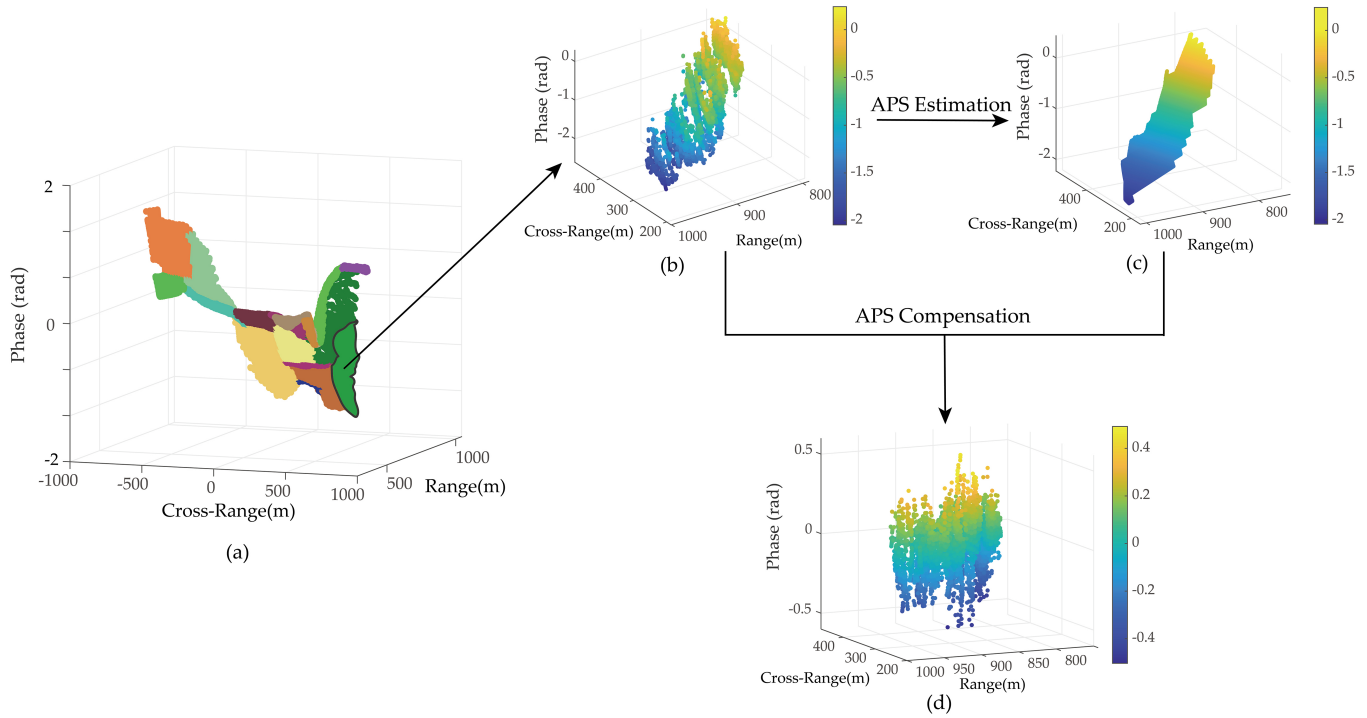 2
0
-2
Phase (rad)
-1000
-500
0
500
1000
Cross-Range(m)
500
1000
Range(m)
(a)
0
-1
-2
Phase (rad)
400
300
200
Cross-Range(m)
1000
900
800
Range(m)
0
-0.5
-1
-1.5
-2
(b)
APS Estimation
0
-1
-2
Phase (rad)
400
200
Cross-Range(m)
1000
900
800
Range(m)
0
-0.5
-1
-1.5
-2
(c)
APS Compensation
0.5
0
-0.5
Phase (rad)
400
300
200
Cross-Range(m)
1000
950
900
850
800
Range(m)
0.4
0.2
0
-0.2
-0.4
(d)